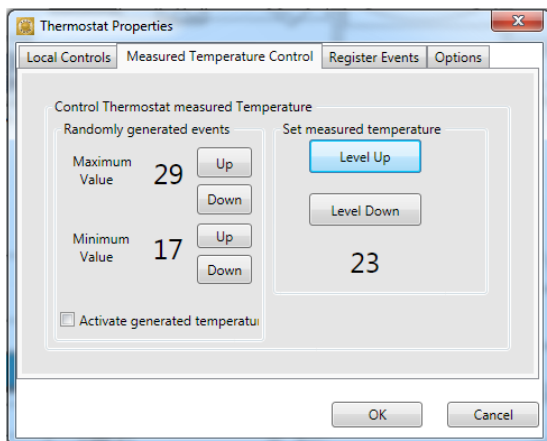 Thermostat Properties
x
Local Controls Measured Temperature Control Register Events Options
Control Thermostat measured Temperature
Randomly generated events
Maximum
Value
29
Up
Down
Minimum
Value
17
Up
Down
Activate generated temperatu
Set measured temperature
Level Up
Level Down
23
OK Cancel